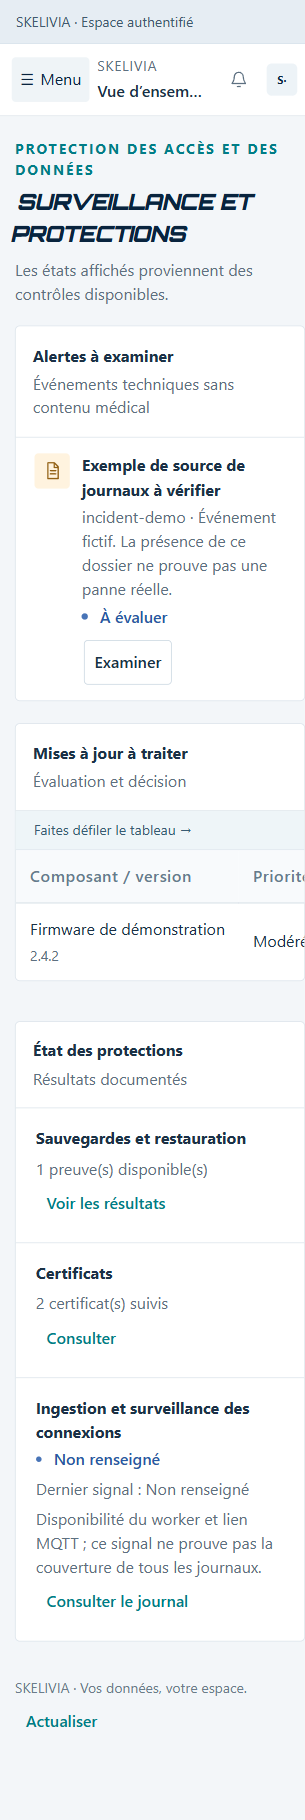 SKELIVIA · Espace authentifié
☰ Menu
SKELIVIA
Vue d'ensem...
S·
PROTECTION DES ACCÈS ET DES
DONNÉES
SURVEILLANCE ET
PROTECTIONS
Les états affichés proviennent des
contrôles disponibles.
Alertes à examiner
Événements techniques sans
contenu médical
Exemple de source de
journaux à vérifier
incident-demo · Événement
fictif. La présence de ce
dossier ne prouve pas une
panne réelle.
• À évaluer
Examiner
Mises à jour à traiter
Évaluation et décision
Faites défiler le tableau →
Composant / version Priorit
Firmware de démonstration
2.4.2
Modéré
État des protections
Résultats documentés
Sauvegardes et restauration
1 preuve(s) disponible(s)
Voir les résultats
Certificats
2 certificat(s) suivis
Consulter
Ingestion et surveillance des
connexions
• Non renseigné
Dernier signal : Non renseigné
Disponibilité du worker et lien
MQTT ; ce signal ne prouve pas la
couverture de tous les journaux.
Consulter le journal
SKELIVIA · Vos données, votre espace.
Actualiser